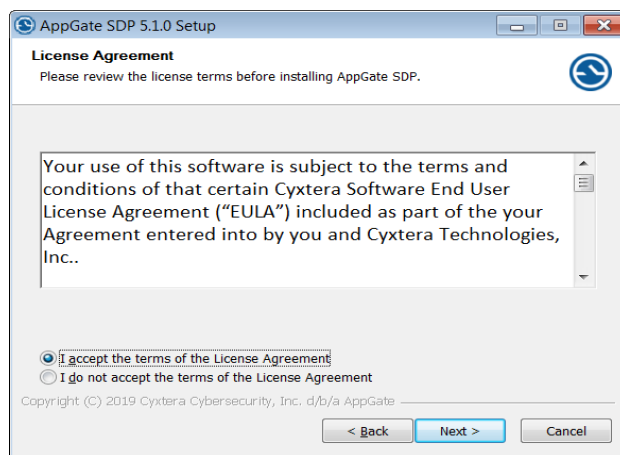 AppGate SDP 5.1.0 Setup
License Agreement
Please review the license terms before installing AppGate SDP.
Your use of this software is subject to the terms and
conditions of that certain Cyxtera Software End User
License Agreement (“EULA”) included as part of the your
Agreement entered into by you and Cyxtera Technologies,
Inc..
I accept the terms of the License Agreement
I do not accept the terms of the License Agreement
Copyright (C) 2019 Cyxtera Cybersecurity, Inc. d/b/a AppGate
< Back Next > Cancel